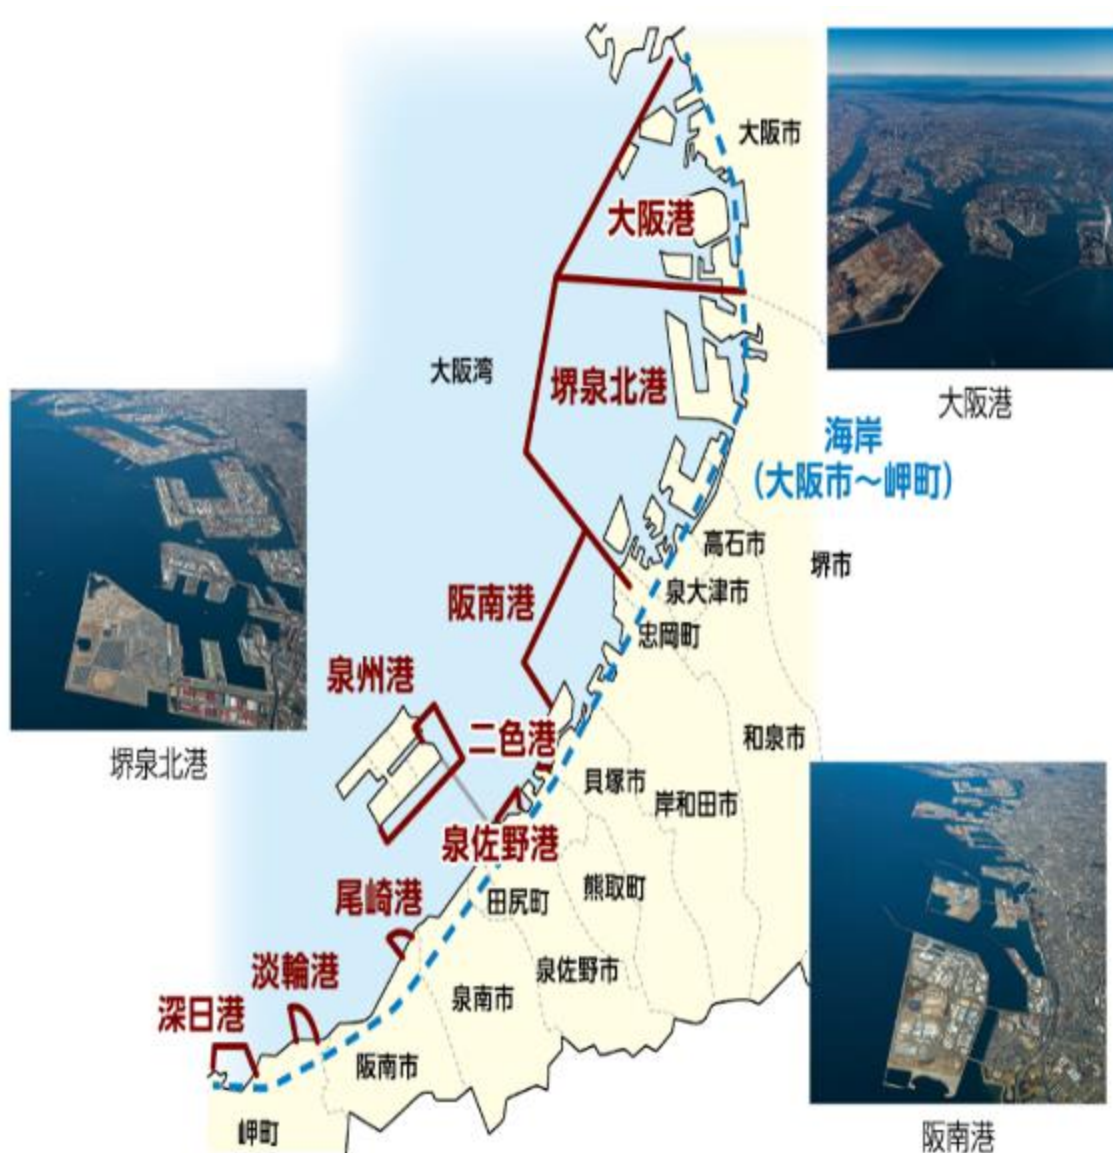 大阪市
大阪港
大阪湾
堺泉北港
大阪港
海岸
（大阪市～岬町）
高石市
堺市
泉大津市
阪南港
忠岡町
泉州港
二色港
和泉市
堺泉北港
貝塚市
岸和田市
泉佐野港
尾崎港
田尻町
熊取町
淡輪港
泉佐野市
深日港
泉南市
阪南市
岬町
阪南港